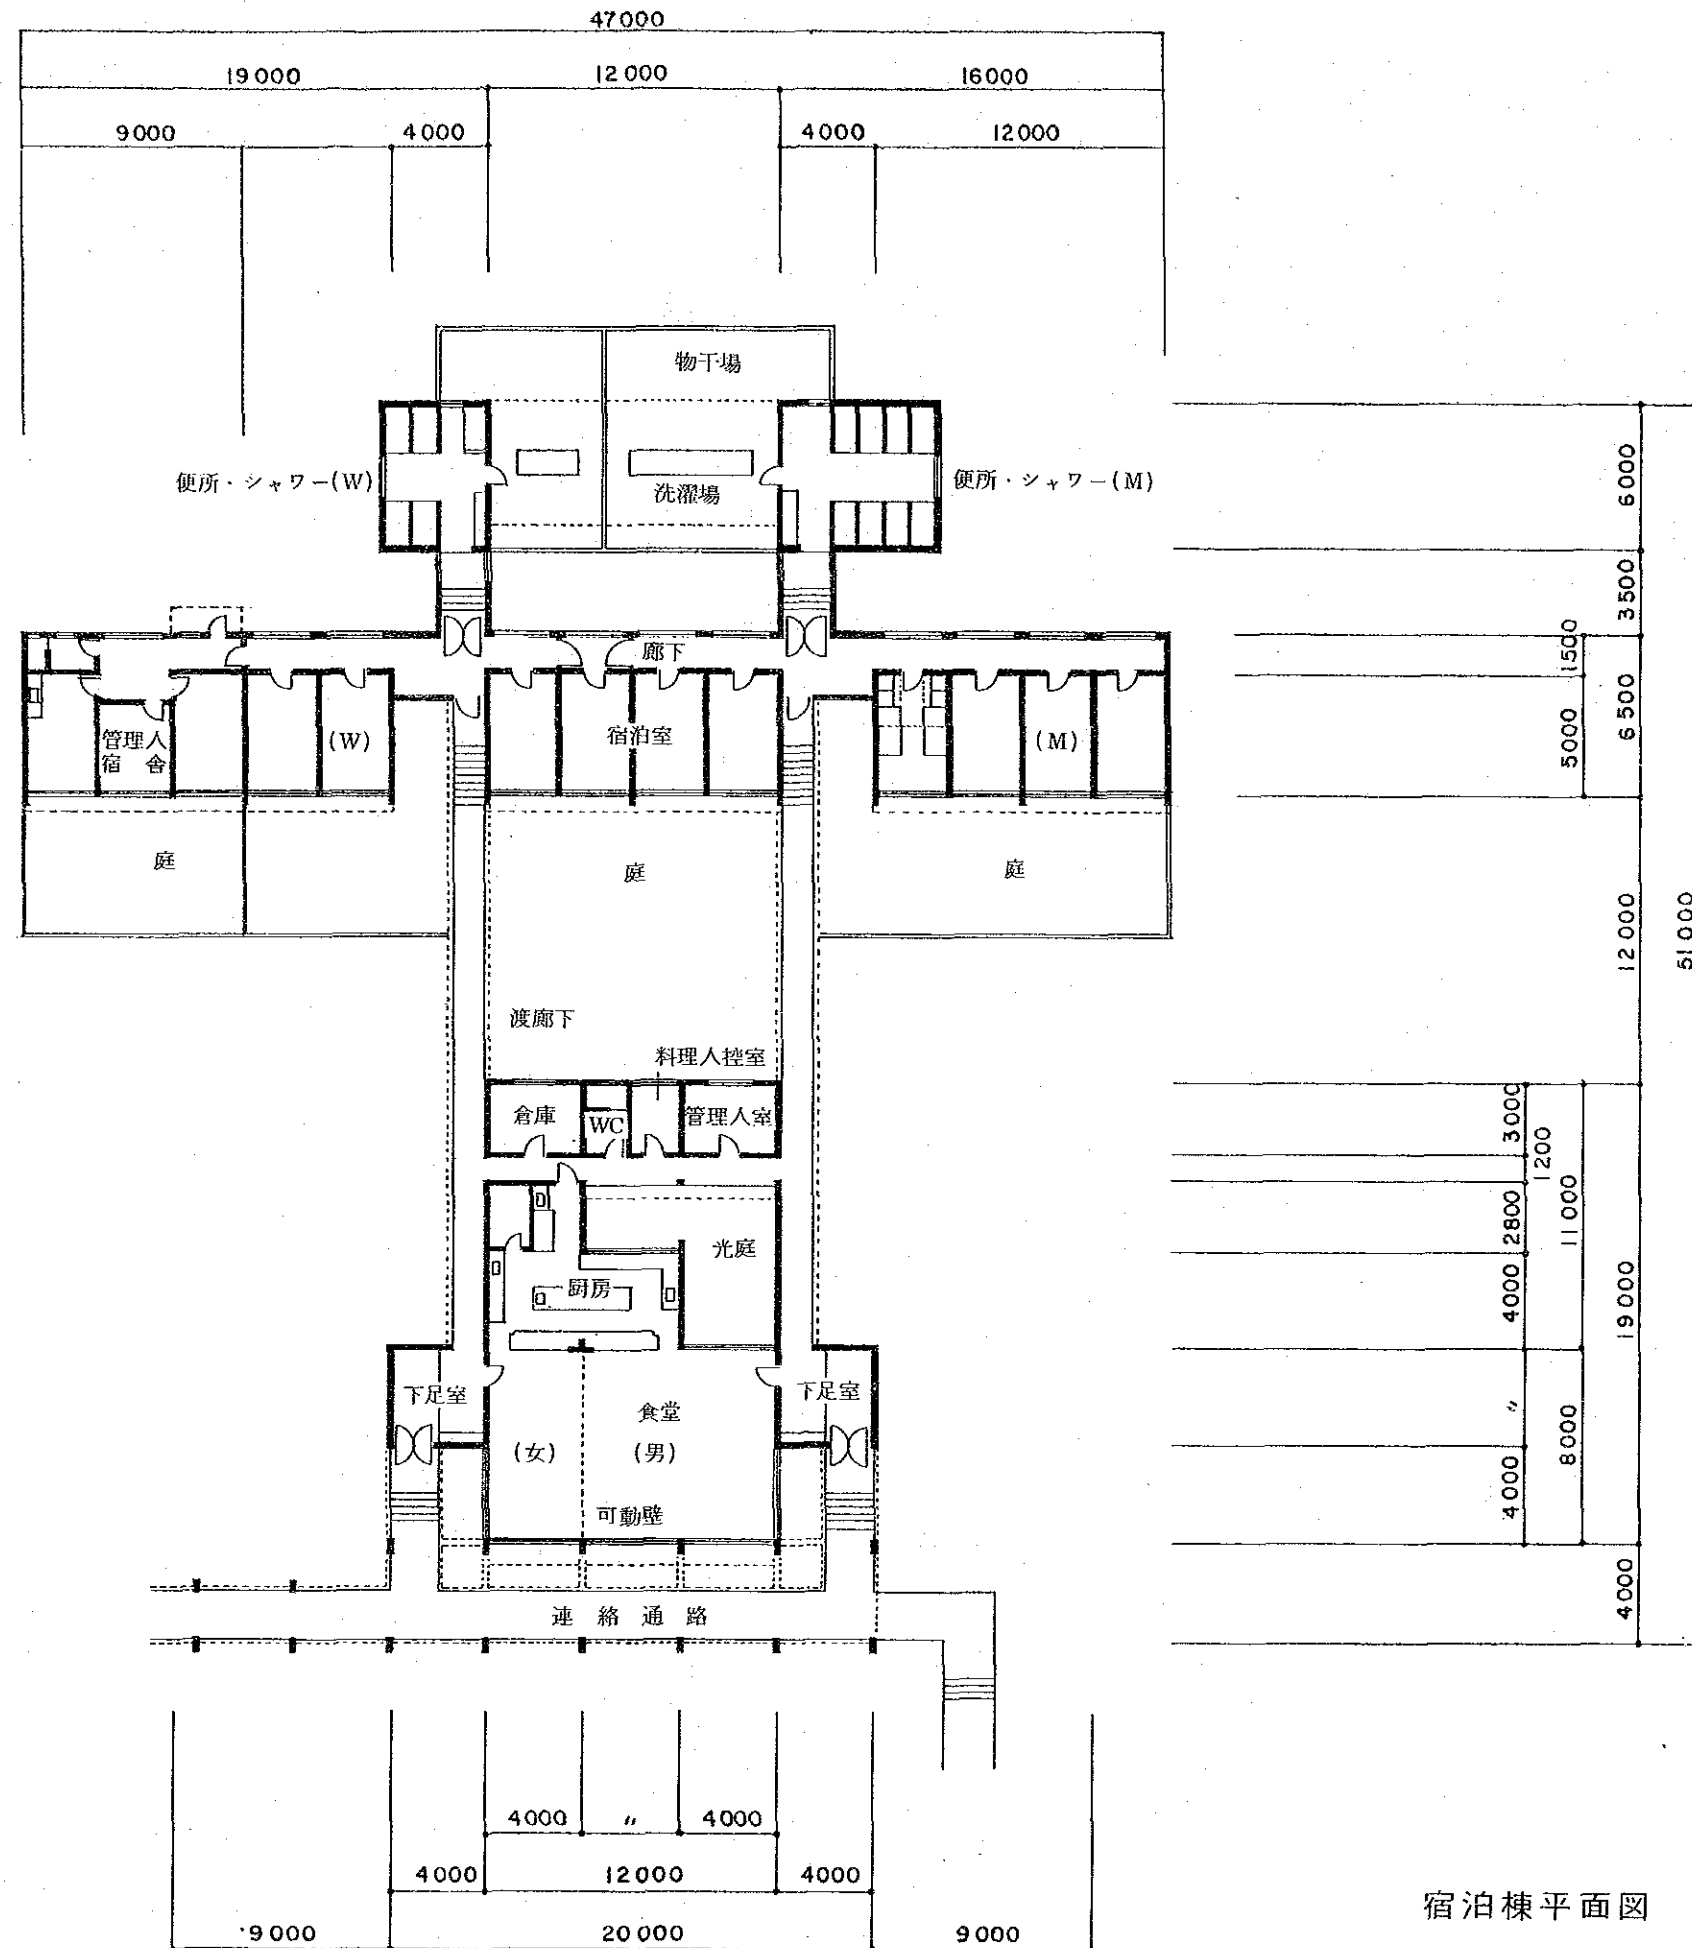 47000
19000 12000 16000
9000 4000 4000 12000
物干場
便所・シャワー(W)
洗濯場
便所・シャワー(M)
6000
3500
廊下
1500
6500
5000
管理人
宿舎
(W)
宿泊室
(M)
庭
庭
庭
12000
51000
渡廊下
料理人控室
倉庫
WC
管理人室
3000
1200
2800
11000
光庭
厨房
4000
19000
下足室
下足室
食堂
(女)
(男)
〃
8000
4000
可動壁
連絡通路
4000
4000 〃 4000
4000 12000 4000
9000 20000 9000
宿泊棟平面図